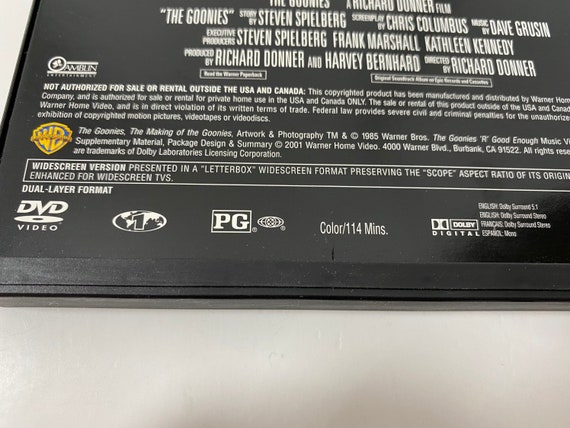 THE GOONIES A RICHARD DONNER FILM
"THE GOONIES" STORY BY STEVEN SPIELBERG SCREENPLAY BY CHRIS COLUMBUS MUSIC BY DAVE GRUSIN
EXECUTIVE PRODUCERS STEVEN SPIELBERG FRANK MARSHALL KATHLEEN KENNEDY
PRODUCED BY RICHARD DONNER AND HARVEY BERNHARD DIRECTED BY RICHARD DONNER
AMBLIN
ENTERTAINMENT
Read the Warner Paperback
Original Soundtrack Album on Epic Records and Cassettes
NOT AUTHORIZED FOR SALE OR RENTAL OUTSIDE THE USA AND CANADA: This copyrighted product has been manufactured and distributed by Warner Home
Company, and is authorized for sale or rental for private home use in the USA and Canada ONLY. The sale or rental of this product outside of the USA and Canada
Warner Home Video, and is in direct violation of its written terms of trade. Federal law provides severe civil and criminal penalties for the unauthorized
exhibition of copyrighted motion pictures, videotapes or videodiscs.
WB
The Goonies, The Making of the Goonies, Artwork & Photography TM & © 1985 Warner Bros. The Goonies 'R' Good Enough Music Vi
Supplementary Material, Package Design & Summary © 2001 Warner Home Video. 4000 Warner Blvd., Burbank, CA 91522. All rights rese
are trademarks of Dolby Laboratories Licensing Corporation.
WIDESCREEN VERSION PRESENTED IN A "LETTERBOX" WIDESCREEN FORMAT PRESERVING THE "SCOPE" ASPECT RATIO OF ITS ORIGIN
ENHANCED FOR WIDESCREEN TVS.
DUAL-LAYER FORMAT
DVD
VIDEO
1
PG®
®
Color/114 Mins.
DOLBY
DIGITAL
ENGLISH: Dolby Surround 5.1
ENGLISH: Dolby Surround Stereo
FRANÇAIS: Dolby Surround Stereo
ESPAÑOL: Mono